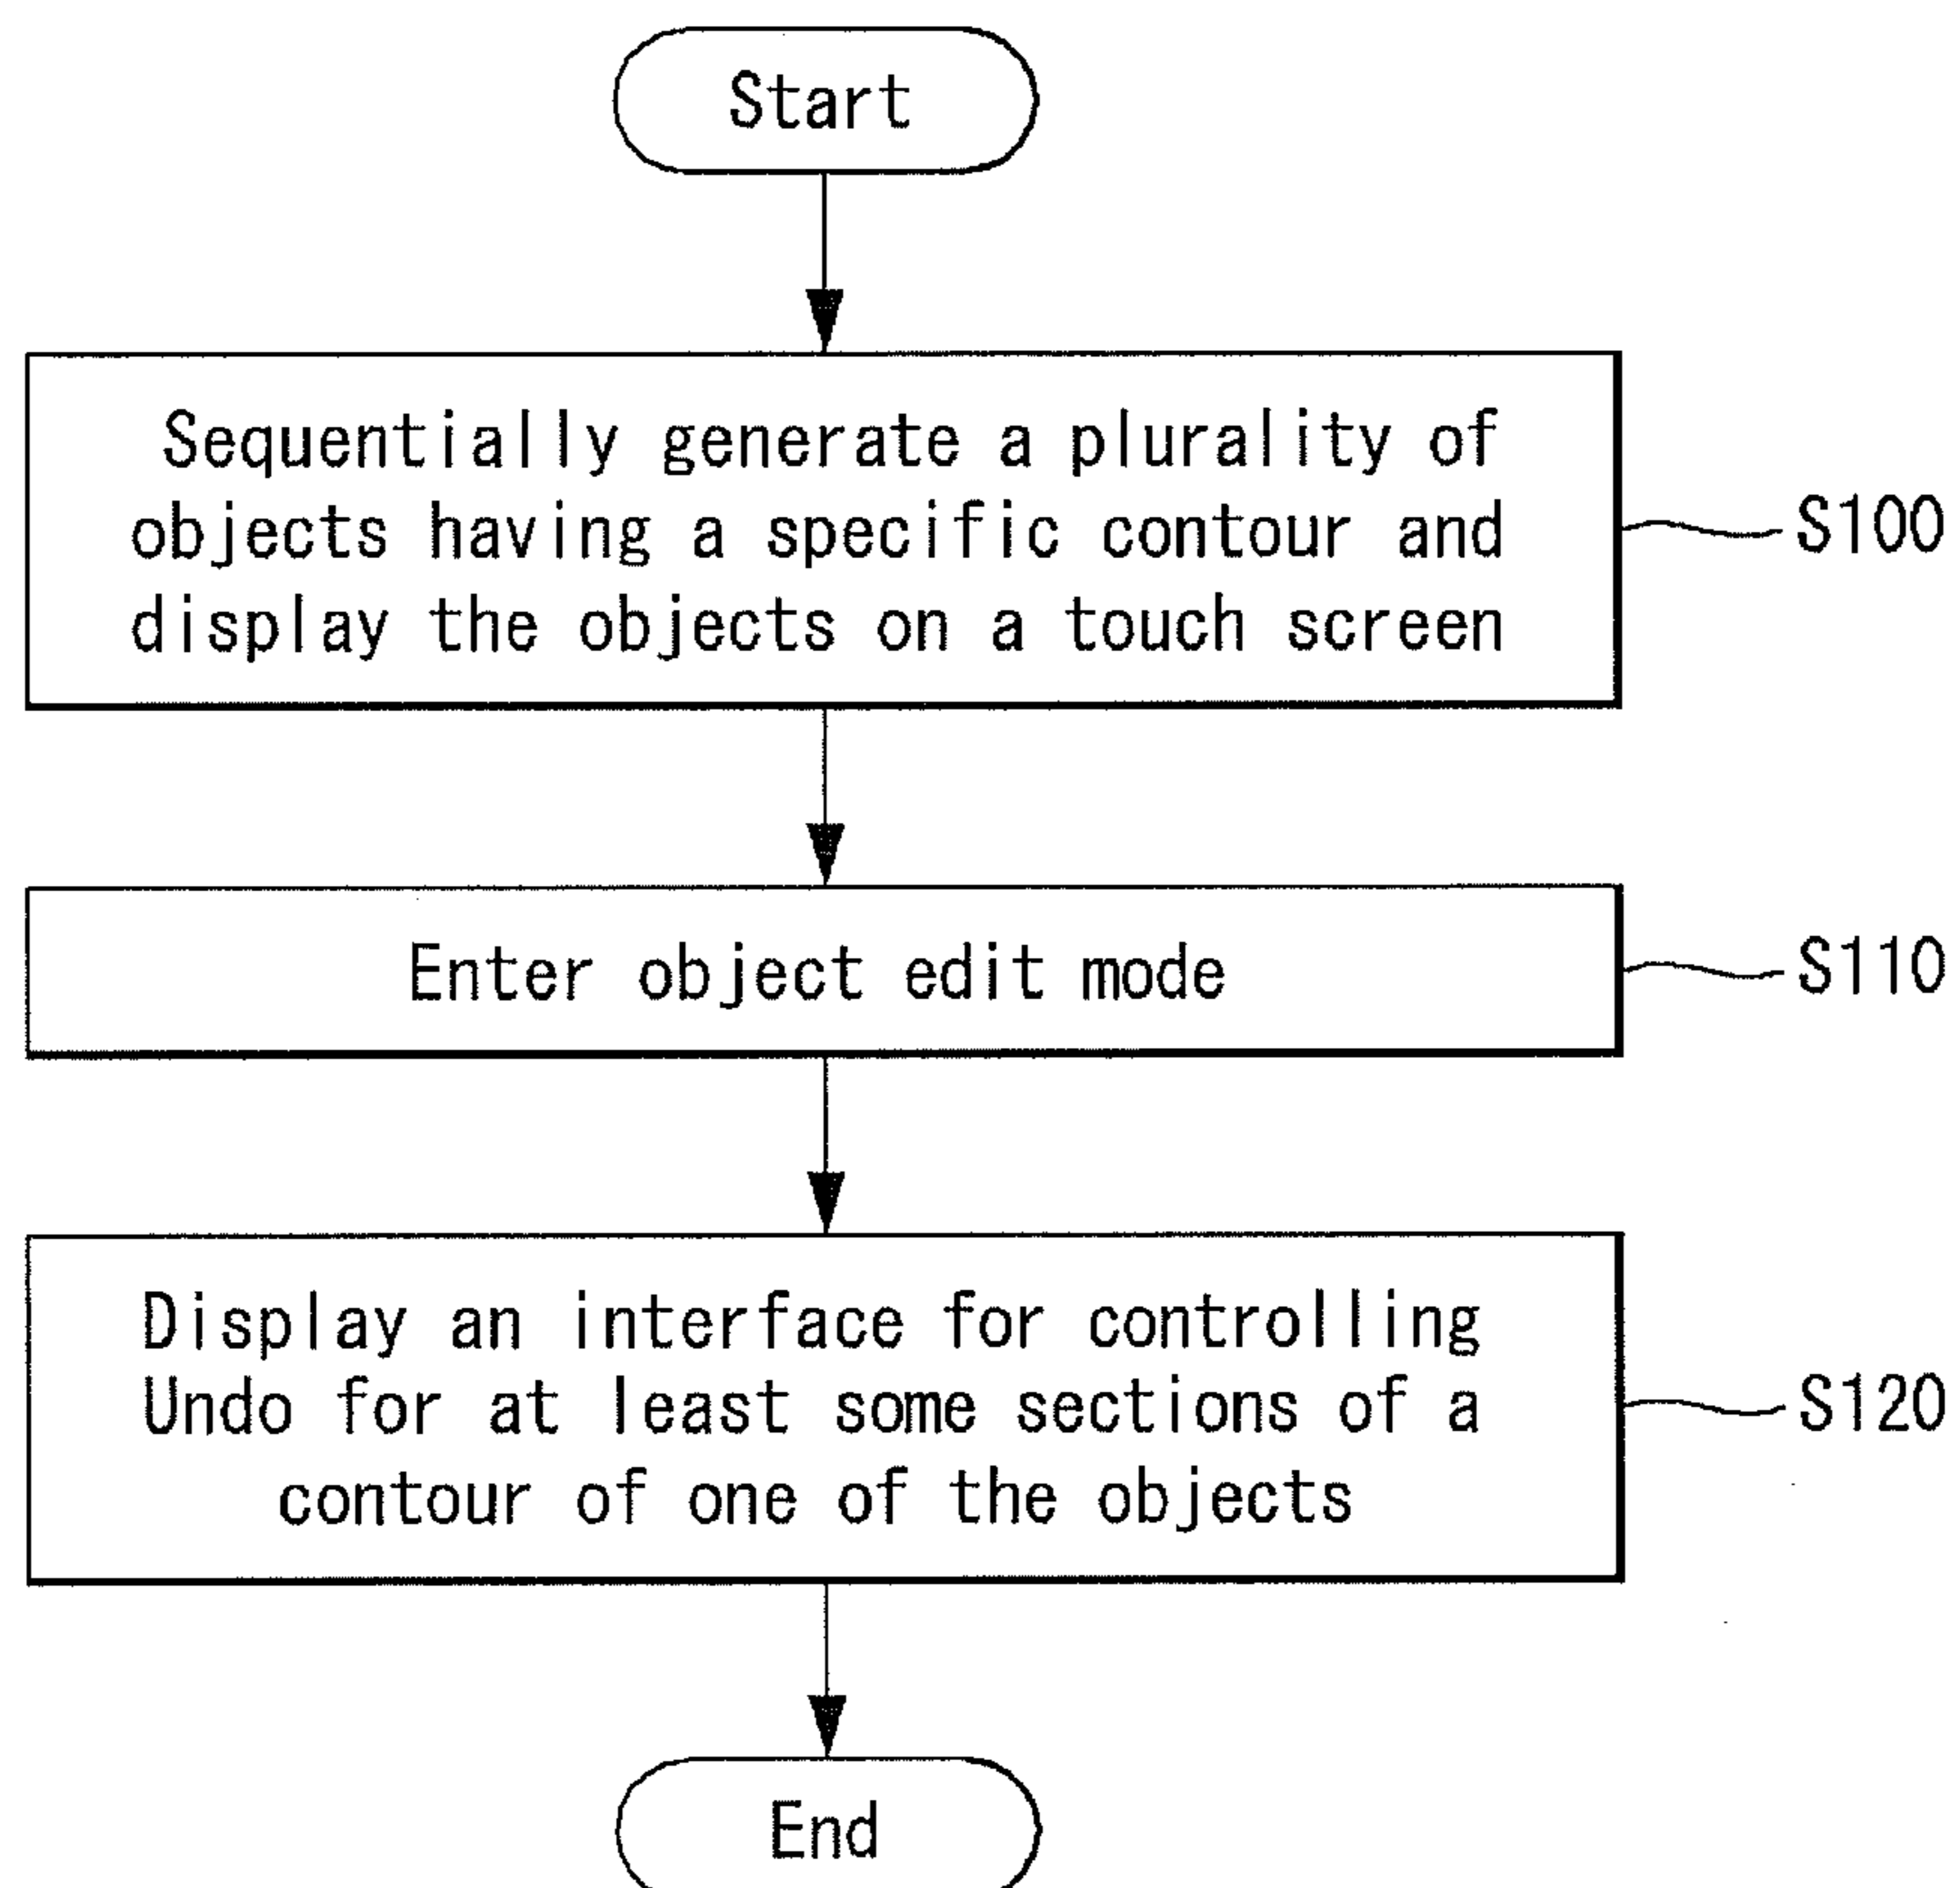 Start
Sequentially generate a plurality of
objects having a specific contour and
display the objects on a touch screen
S100
Enter object edit mode
S110
Display an interface for controlling
Undo for at least some sections of a
contour of one of the objects
S120
End